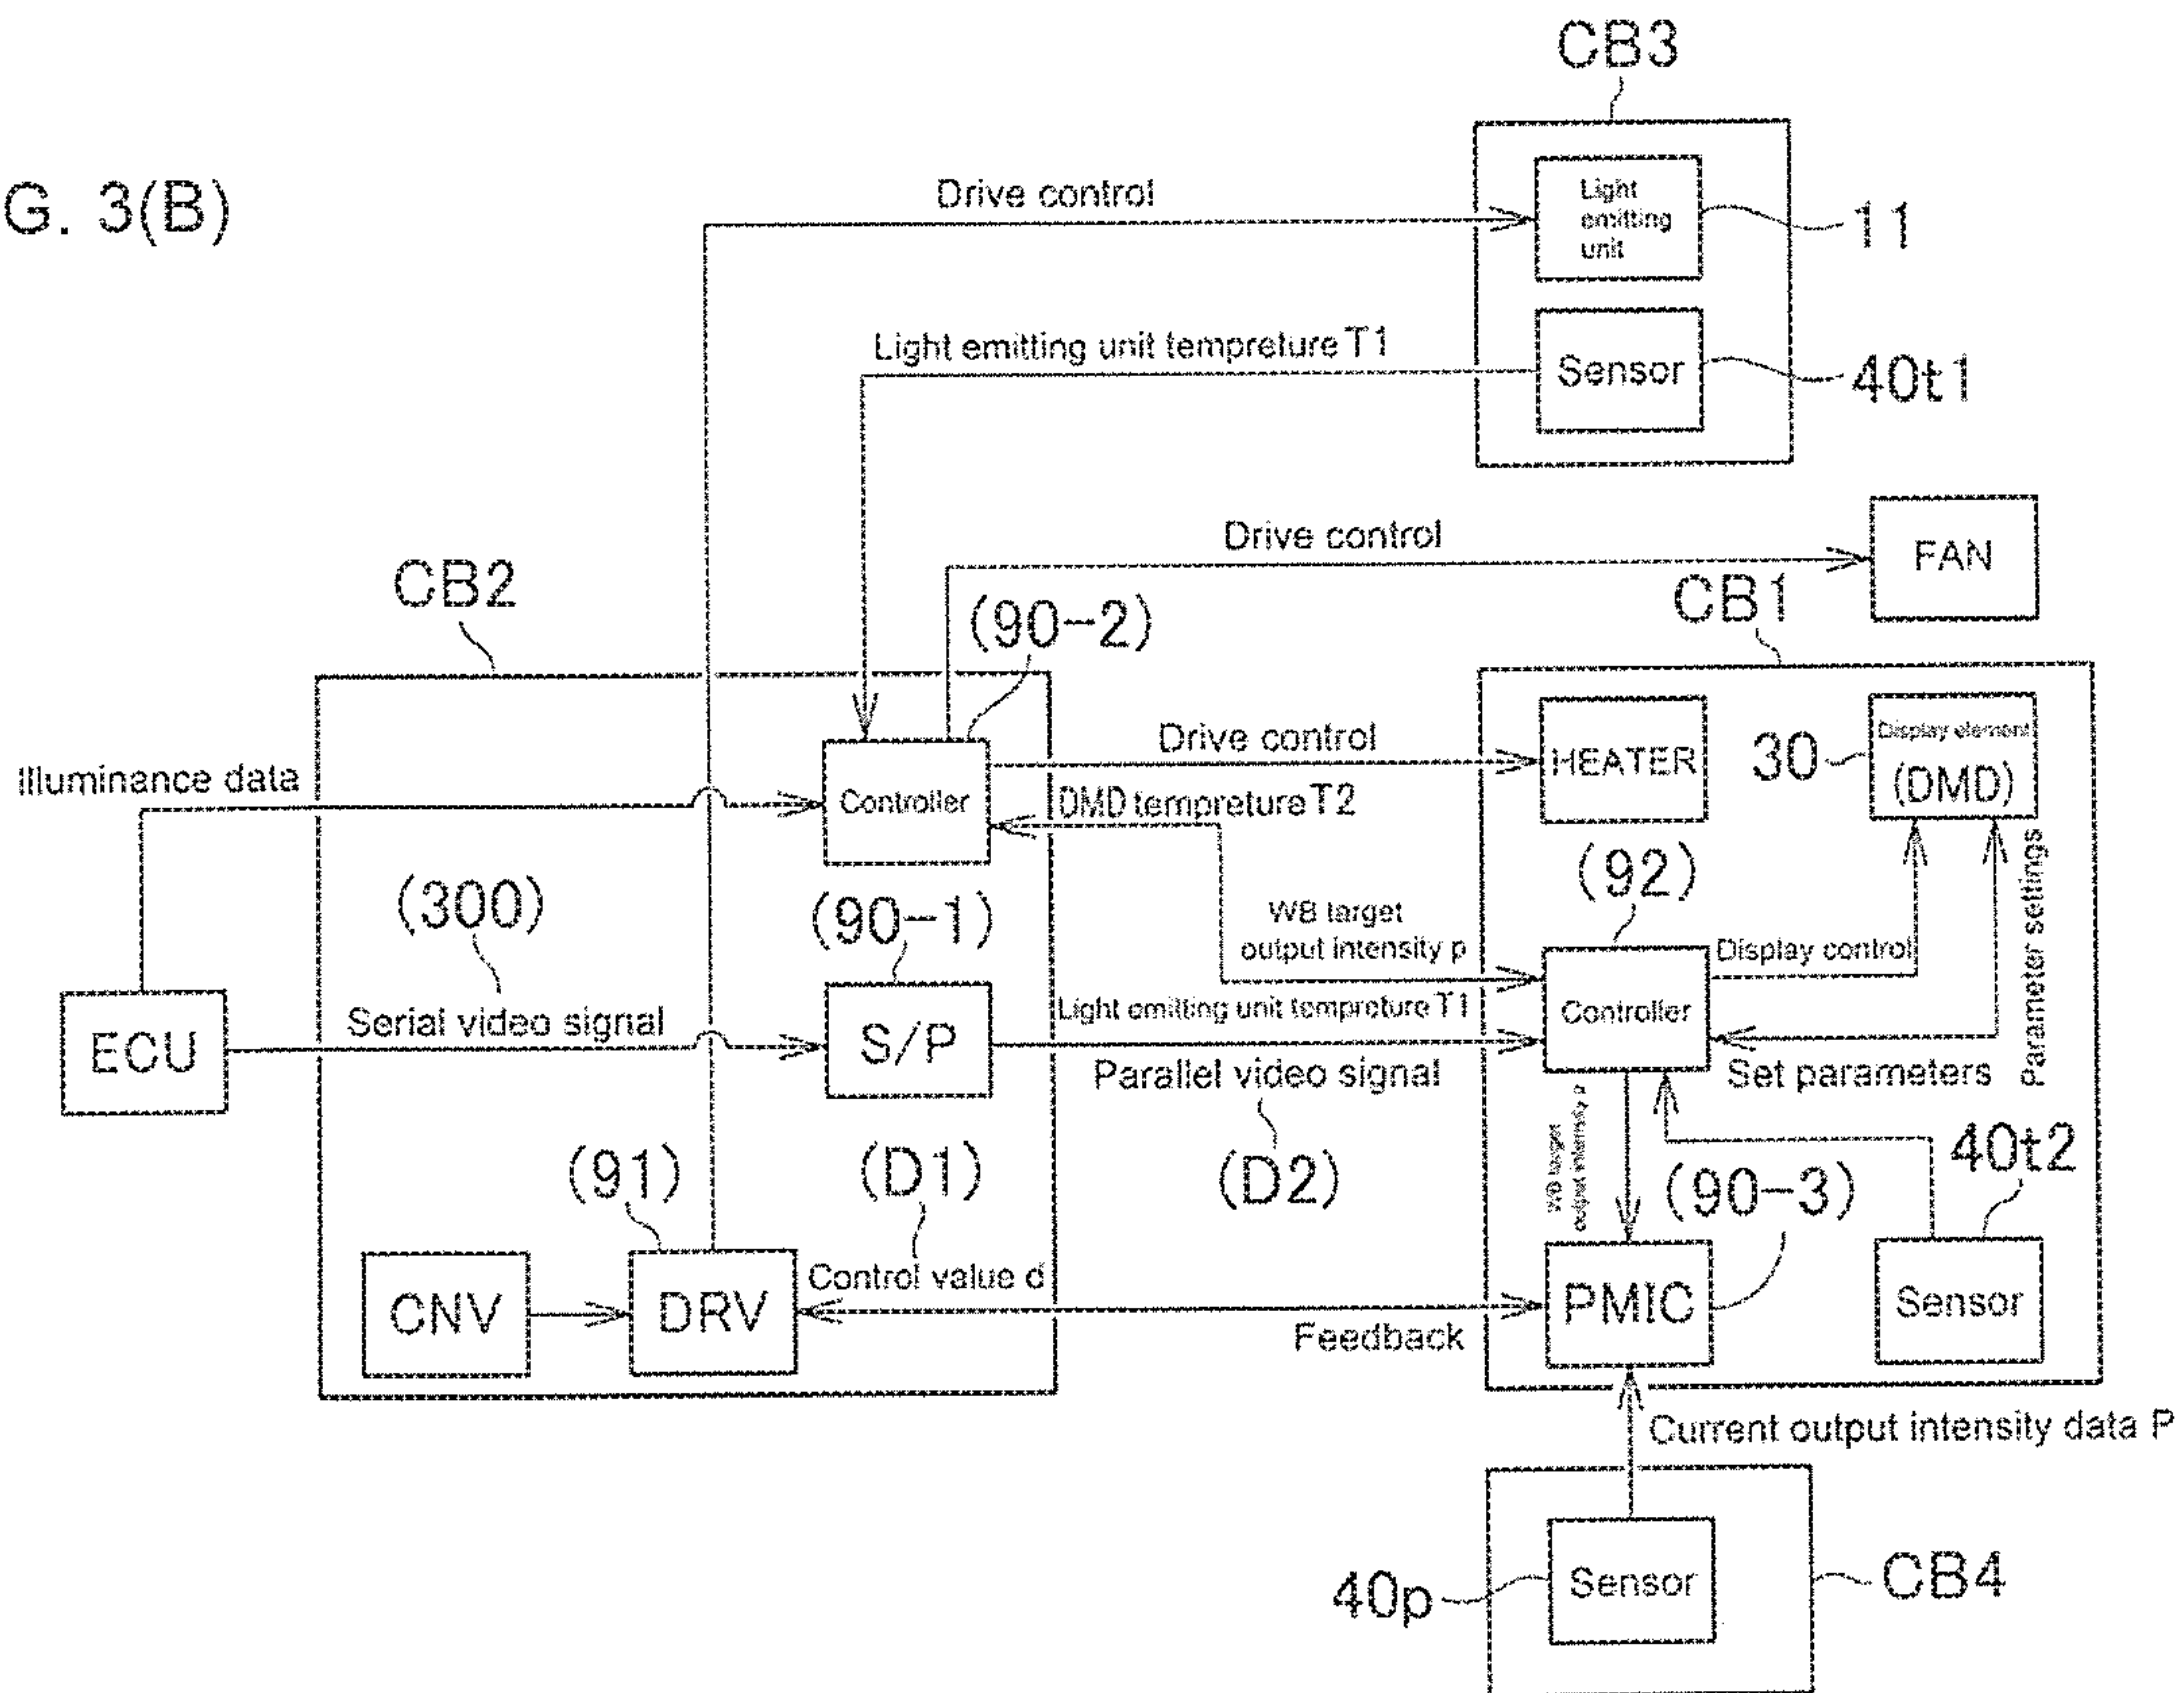 CB3
G. 3(B)
Drive control
Light
emitting
unit
11
Light emitting unit tempreture T1
Sensor
40t1
Drive control
FAN
CB2
CB1
(90-2)
Drive control
HEATER
30
Display element
(DMD)
Illuminance data
Controller
DMD tempreture T2
(92)
(300)
(90-1)
WB target
output intensity p
Display control
Parameter settings
Controller
Light emitting unit tempreture T1
ECU
Serial video signal
S/P
Parallel video signal
Set parameters
WB target
output intensity p
(91)
(D1)
(D2)
40t2
(90-3)
CNV
DRV
Control value d
Feedback
PMIC
Sensor
Current output intensity data P
40p
Sensor
CB4